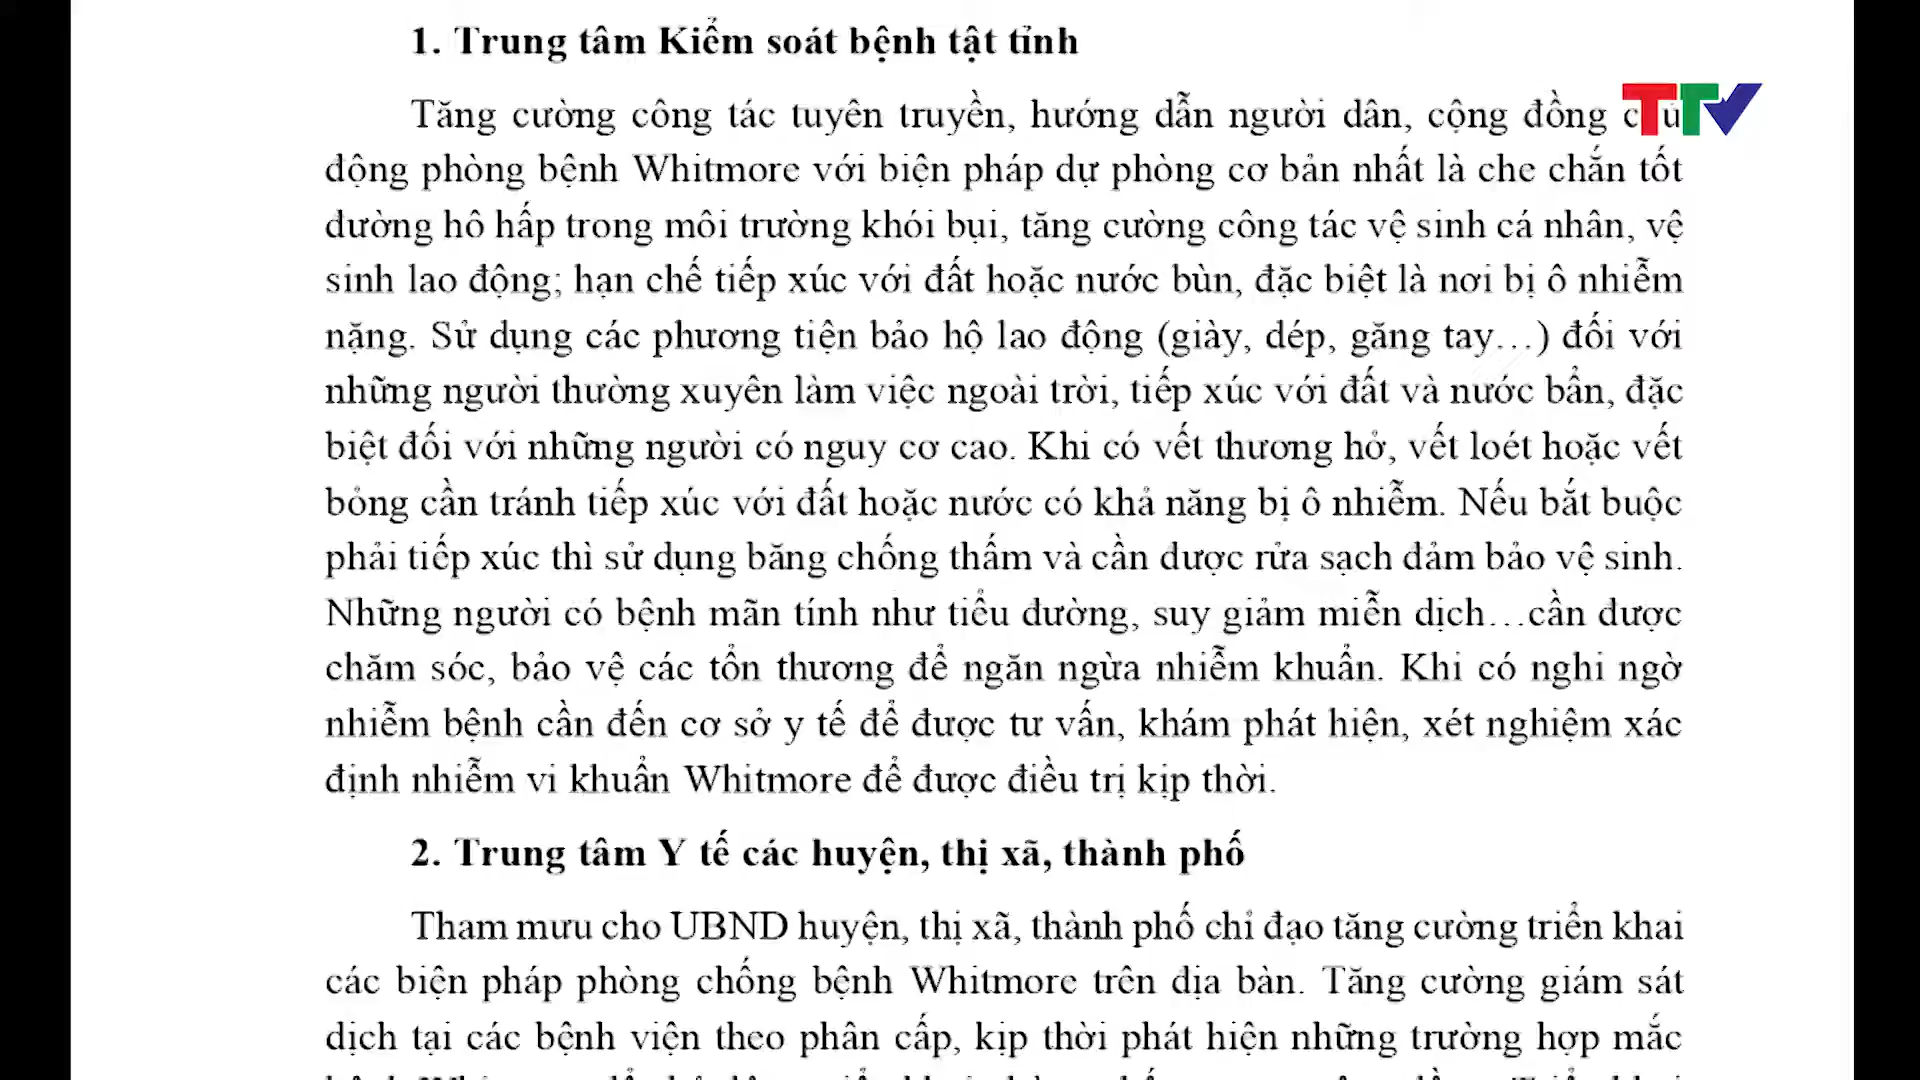 1. Trung tâm Kiểm soát bệnh tật tỉnh
TTV
Tăng cường công tác tuyên truyền, hướng dẫn người dân, cộng đồng chủ
động phòng bệnh Whitmore với biện pháp dự phòng cơ bản nhất là che chắn tốt
đường hô hấp trong môi trường khói bụi, tăng cường công tác vệ sinh cá nhân, vệ
sinh lao động; hạn chế tiếp xúc với đất hoặc nước bùn, đặc biệt là nơi bị ô nhiễm
nặng. Sử dụng các phương tiện bảo hộ lao động (giày, dép, găng tay…) đối với
những người thường xuyên làm việc ngoài trời, tiếp xúc với đất và nước bẩn, đặc
biệt đối với những người có nguy cơ cao. Khi có vết thương hở, vết loét hoặc vết
bỏng cần tránh tiếp xúc với đất hoặc nước có khả năng bị ô nhiễm. Nếu bắt buộc
phải tiếp xúc thì sử dụng băng chống thấm và cần được rửa sạch đảm bảo vệ sinh.
Những người có bệnh mãn tính như tiểu đường, suy giảm miễn dịch…cần được
chăm sóc, bảo vệ các tổn thương để ngăn ngừa nhiễm khuẩn. Khi có nghi ngờ
nhiễm bệnh cần đến cơ sở y tế để được tư vấn, khám phát hiện, xét nghiệm xác
định nhiễm vi khuẩn Whitmore để được điều trị kịp thời.
2. Trung tâm Y tế các huyện, thị xã, thành phố
Tham mưu cho UBND huyện, thị xã, thành phố chỉ đạo tăng cường triển khai
các biện pháp phòng chống bệnh Whitmore trên địa bàn. Tăng cường giám sát
dịch tại các bệnh viện theo phân cấp, kịp thời phát hiện những trường hợp mắc